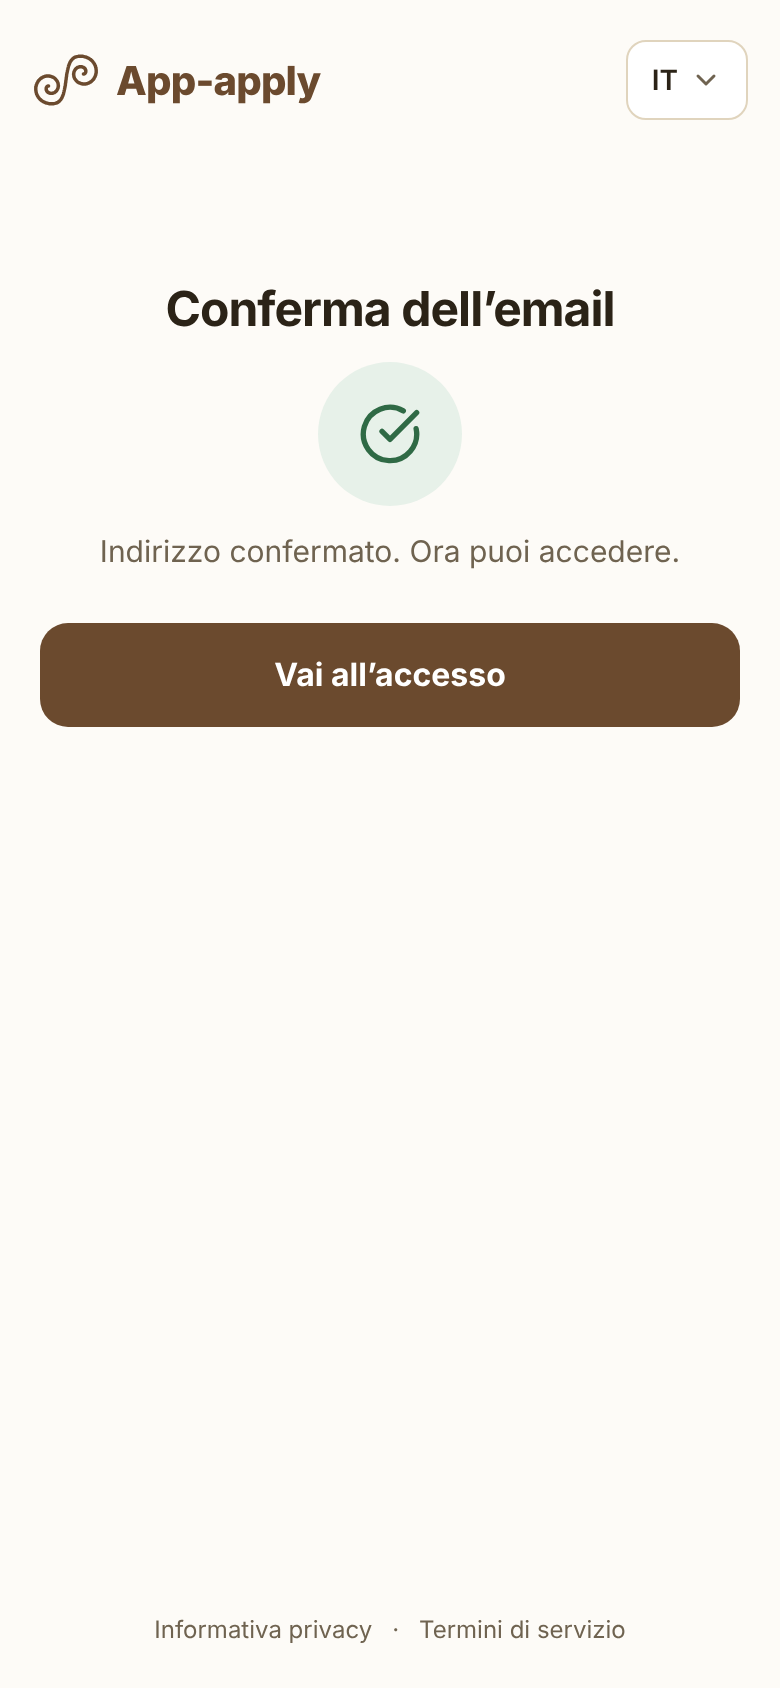 App-apply
IT
Conferma dell’email
Indirizzo confermato. Ora puoi accedere.
Vai all’accesso
Informativa privacy · Termini di servizio